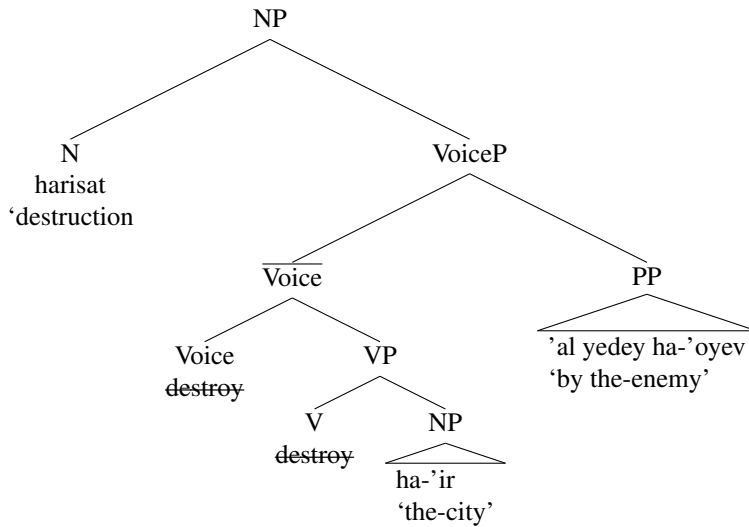 NP
N
harisat
‘destruction
VoiceP
Voice
PP
Voice
destroy
VP
’al yedey ha-’oyev
‘by the-enemy’
V
destroy
NP
ha-’ir
‘the-city’